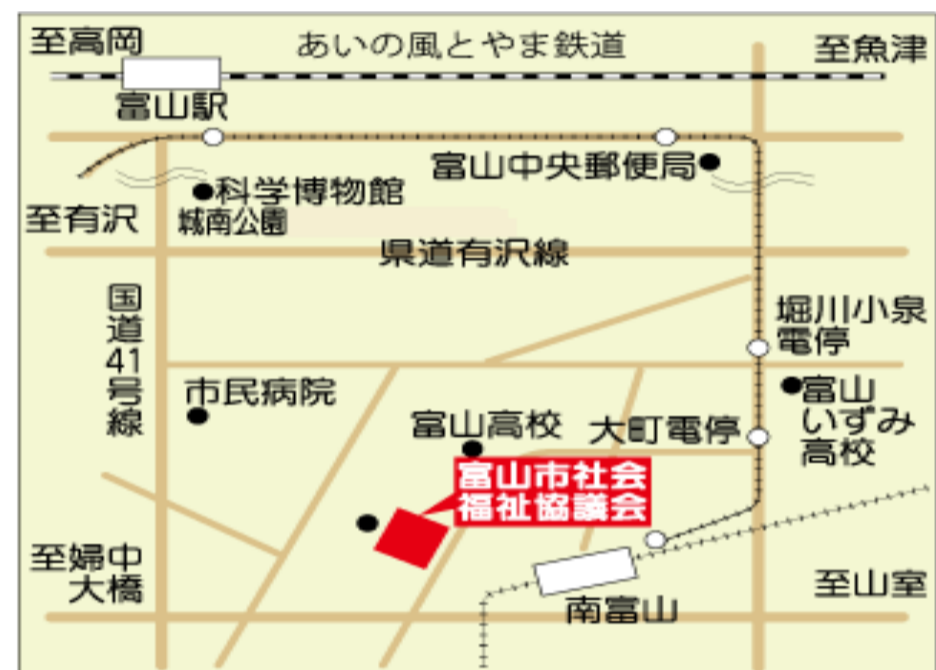 至高岡
あいの風とやま鉄道
至魚津
富山駅
富山中央郵便局
科学博物館
城南公園
至有沢
県道有沢線
国道41号線
堀川小泉
電停
市民病院
富山
いずみ
高校
富山高校
大町電停
富山市社会
福祉協議会
至婦中
大橋
南富山
至山室